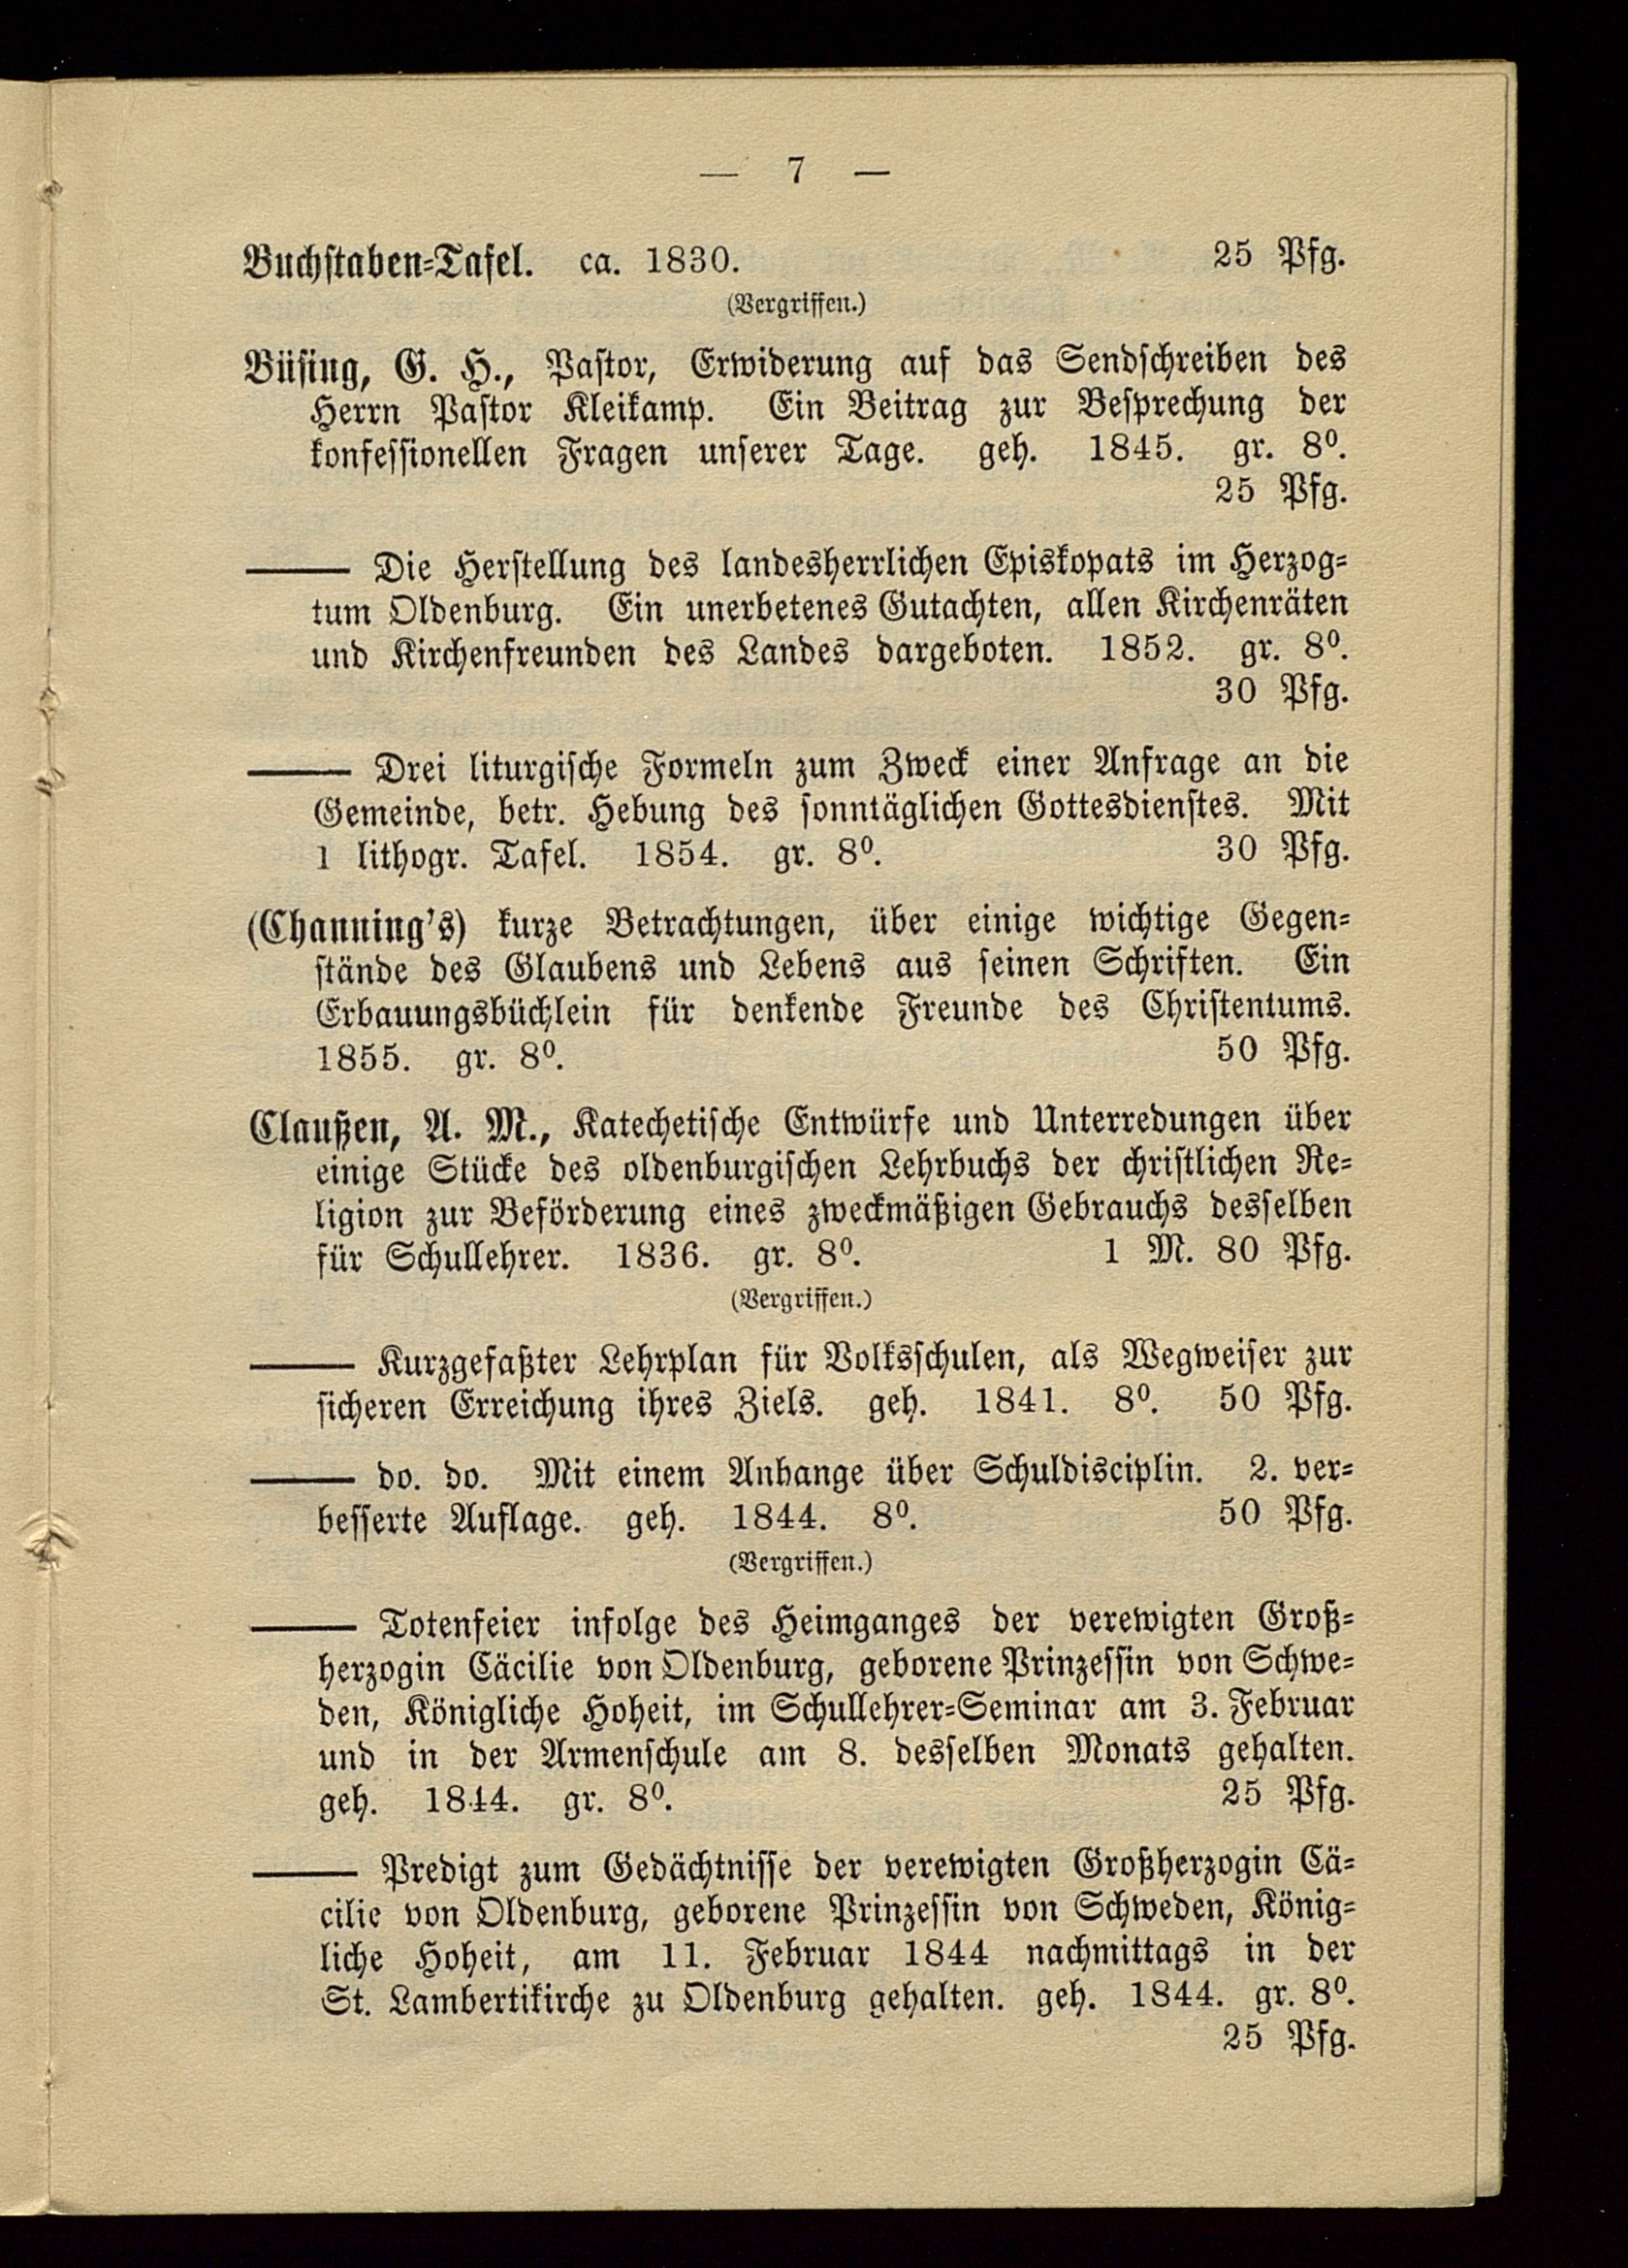 — 7 —
Buchstaben-Tafel. ca. 1830. 25 Pfg.
(Vergriffen.)
Büsing, G. H., Pastor, Erwiderung auf das Sendschreiben des
Herrn Pastor Kleikamp. Ein Beitrag zur Besprechung der
konfessionellen Fragen unserer Tage. geh. 1845. gr. 8⁰.
25 Pfg.
—— Die Herstellung des landesherrlichen Episkopats im Herzog-
tum Oldenburg. Ein unerbetenes Gutachten, allen Kirchenräten
und Kirchenfreunden des Landes dargeboten. 1852. gr. 8⁰.
30 Pfg.
—— Drei liturgische Formeln zum Zweck einer Anfrage an die
Gemeinde, betr. Hebung des sonntäglichen Gottesdienstes. Mit
1 lithogr. Tafel. 1854. gr. 8⁰. 30 Pfg.
(Channing's) kurze Betrachtungen, über einige wichtige Gegen-
stände des Glaubens und Lebens aus seinen Schriften. Ein
Erbauungsbüchlein für denkende Freunde des Christentums.
1855. gr. 8⁰. 50 Pfg.
Claußen, A. M., Katechetische Entwürfe und Unterredungen über
einige Stücke des oldenburgischen Lehrbuchs der christlichen Re-
ligion zur Beförderung eines zweckmäßigen Gebrauchs desselben
für Schullehrer. 1836. gr. 8⁰. 1 M. 80 Pfg.
(Vergriffen.)
—— Kurzgefaßter Lehrplan für Volksschulen, als Wegweiser zur
sicheren Erreichung ihres Ziels. geh. 1841. 8⁰. 50 Pfg.
—— do. do. Mit einem Anhange über Schuldisciplin. 2. ver-
besserte Auflage. geh. 1844. 8⁰. 50 Pfg.
(Vergriffen.)
—— Totenfeier infolge des Heimganges der verewigten Groß-
herzogin Cäcilie von Oldenburg, geborene Prinzessin von Schwe-
den, Königliche Hoheit, im Schullehrer-Seminar am 3. Februar
und in der Armenschule am 8. desselben Monats gehalten.
geh. 1844. gr. 8⁰. 25 Pfg.
—— Predigt zum Gedächtnisse der verewigten Großherzogin Cä-
cilie von Oldenburg, geborene Prinzessin von Schweden, König-
liche Hoheit, am 11. Februar 1844 nachmittags in der
St. Lambertikirche zu Oldenburg gehalten. geh. 1844. gr. 8⁰.
25 Pfg.